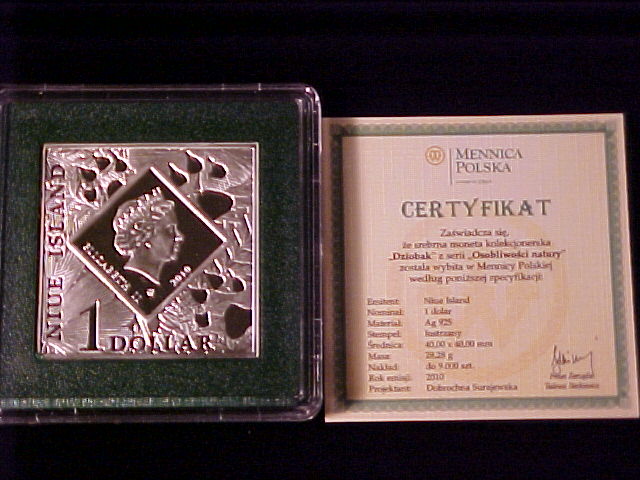 NIUE ISLAND
ELIZABETH II
2010
1 DOLLAR
MENNICA
POLSKA
CERTYFIKAT
Zaświadcza się,
że srebrna moneta kolekcjonerska
„Dziobak” z serii „Osobliwości natury”
została wybita w Mennicy Polskiej
według poniższej specyfikacji:
Emitent: Niue Island
Nominał: 1 dolar
Materiał: Ag 925
Stempel: lustrzany
Średnica: 40,00 x 40,00 mm
Masa: 28,28 g
Nakład: do 9.000 szt.
Rok emisji: 2010
Projektant: Dobrochna Surajewska